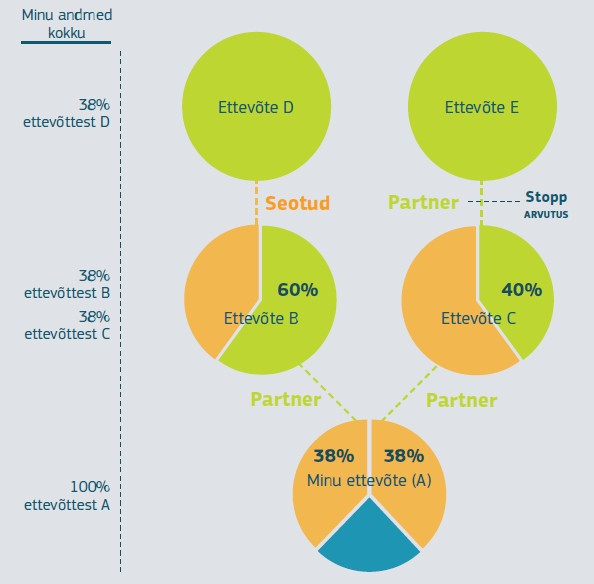 Minu andmed
kokku
38%
ettevõttest D
Ettevõte D
Ettevõte E
Seotud
Partner
Stopp
ARVUTUS
38%
ettevõttest B
38%
ettevõttest C
60%
Ettevõte B
40%
Ettevõte C
Partner
Partner
38%
38%
Minu ettevõte (A)
100%
ettevõttest A